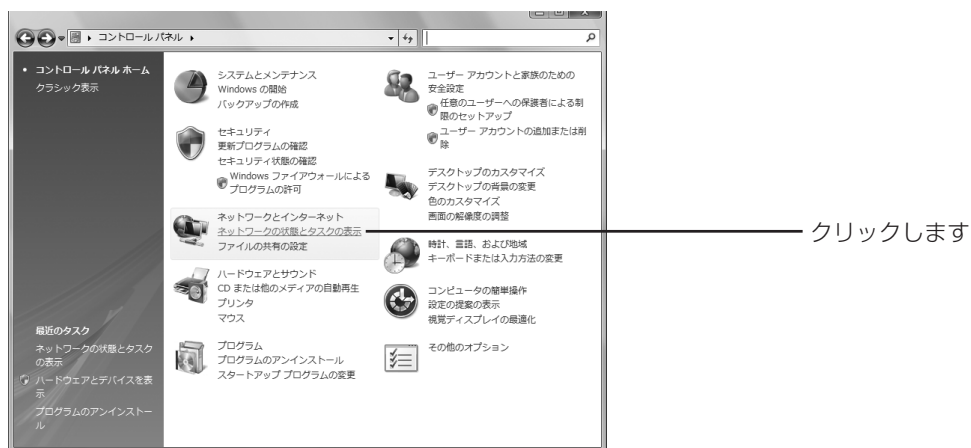 コントロール パネル
コントロール パネル ホーム
クラシック表示
最近のタスク
ネットワークの状態とタスク
の表示
ハードウェアとデバイスを表
示
プログラムのアンインストー
ル
システムとメンテナンス
Windows の開始
バックアップの作成
セキュリティ
更新プログラムの確認
セキュリティ状態の確認
Windows ファイアウォールによる
プログラムの許可
ネットワークとインターネット
ネットワークの状態とタスクの表示
ファイルの共有の設定
ハードウェアとサウンド
CD または他のメディアの自動再生
プリンタ
マウス
プログラム
プログラムのアンインストール
スタートアップ プログラムの変更
ユーザー アカウントと家族のための
安全設定
任意のユーザーへの保護者による制
限のセットアップ
ユーザー アカウントの追加または削
除
デスクトップのカスタマイズ
デスクトップの背景の変更
色のカスタマイズ
画面の解像度の調整
時計、言語、および地域
キーボードまたは入力方法の変更
コンピュータの簡単操作
設定の提案の表示
視覚ディスプレイの最適化
その他のオプション
クリックします